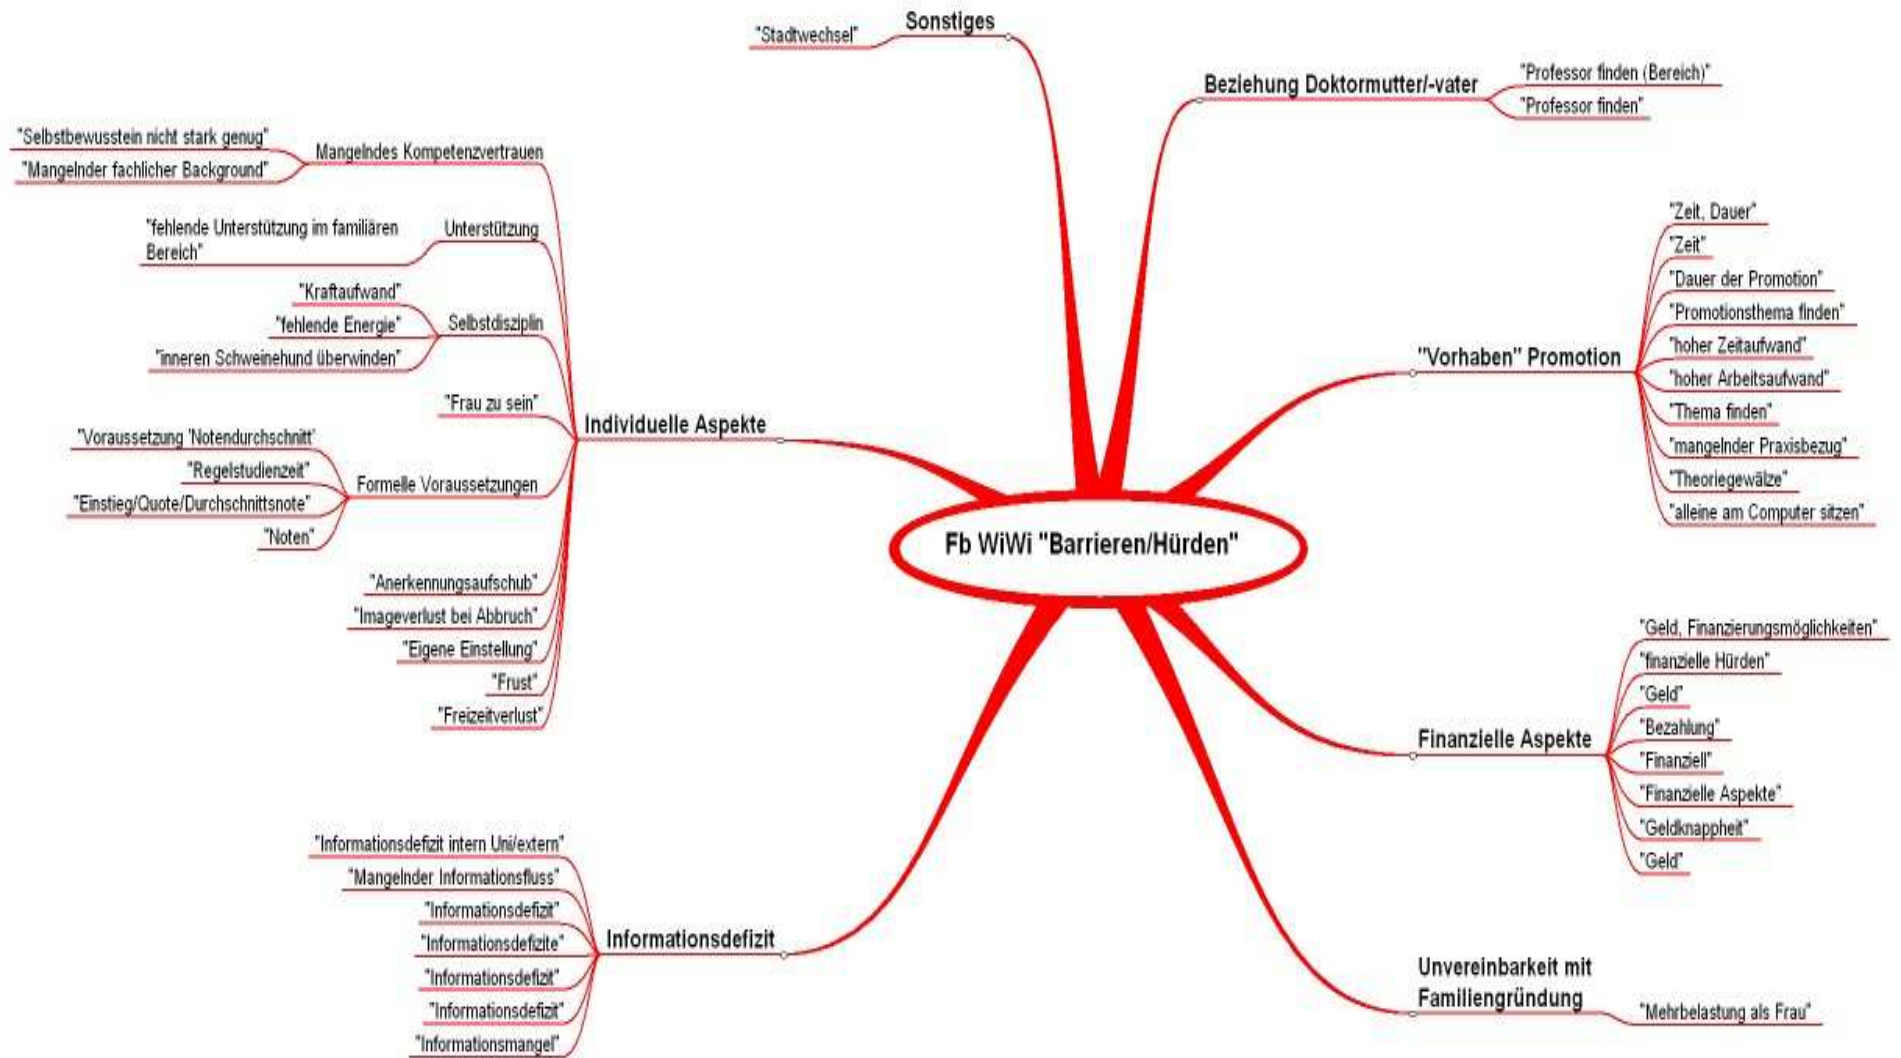 Fb WiWi "Barrieren/Hürden"
Sonstiges
"Stadtwechsel"
Beziehung Doktormutter/-vater
"Professor finden (Bereich)"
"Professor finden"
"Vorhaben" Promotion
"Zeit, Dauer"
"Zeit"
"Dauer der Promotion"
"Promotionsthema finden"
"hoher Zeitaufwand"
"hoher Arbeitsaufwand"
"Thema finden"
"mangelnder Praxisbezug"
"Theoriegewälze"
"alleine am Computer sitzen"
Finanzielle Aspekte
"Geld, Finanzierungsmöglichkeiten"
"finanzielle Hürden"
"Geld"
"Bezahlung"
"Finanziell"
"Finanzielle Aspekte"
"Geldknappheit"
"Geld"
Unvereinbarkeit mit
Familiengründung
"Mehrbelastung als Frau"
Individuelle Aspekte
Mangelndes Kompetenzvertrauen
"Selbstbewusstein nicht stark genug"
"Mangelnder fachlicher Background"
Unterstützung
"fehlende Unterstützung im familiären
Bereich"
Selbstdisziplin
"Kraftaufwand"
"fehlende Energie"
"inneren Schweinehund überwinden"
"Frau zu sein"
Formelle Voraussetzungen
"Voraussetzung 'Notendurchschnitt'
"Regelstudienzeit"
"Einstieg/Quote/Durchschnittsnote"
"Noten"
"Anerkennungsaufschub"
"Imageverlust bei Abbruch"
"Eigene Einstellung"
"Frust"
"Freizeitverlust"
Informationsdefizit
"Informationsdefizit intern Uni/extern"
"Mangelnder Informationsfluss"
"Informationsdefizit"
"Informationsdefizite"
"Informationsdefizit"
"Informationsdefizit"
"Informationsmangel"